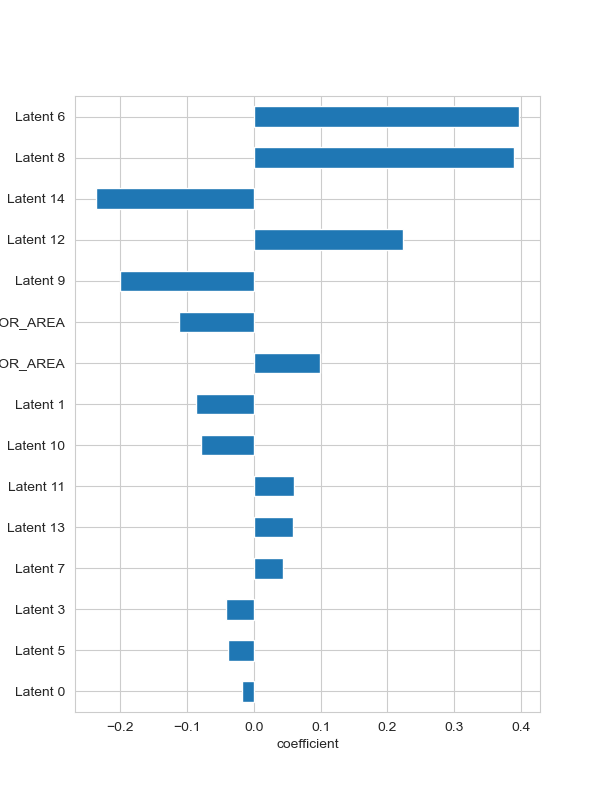 Latent 6
Latent 8
Latent 14
Latent 12
Latent 9
OR_AREA
OR_AREA
Latent 1
Latent 10
Latent 11
Latent 13
Latent 7
Latent 3
Latent 5
Latent 0
−0.2 −0.1 0.0 0.1 0.2 0.3 0.4
coefficient